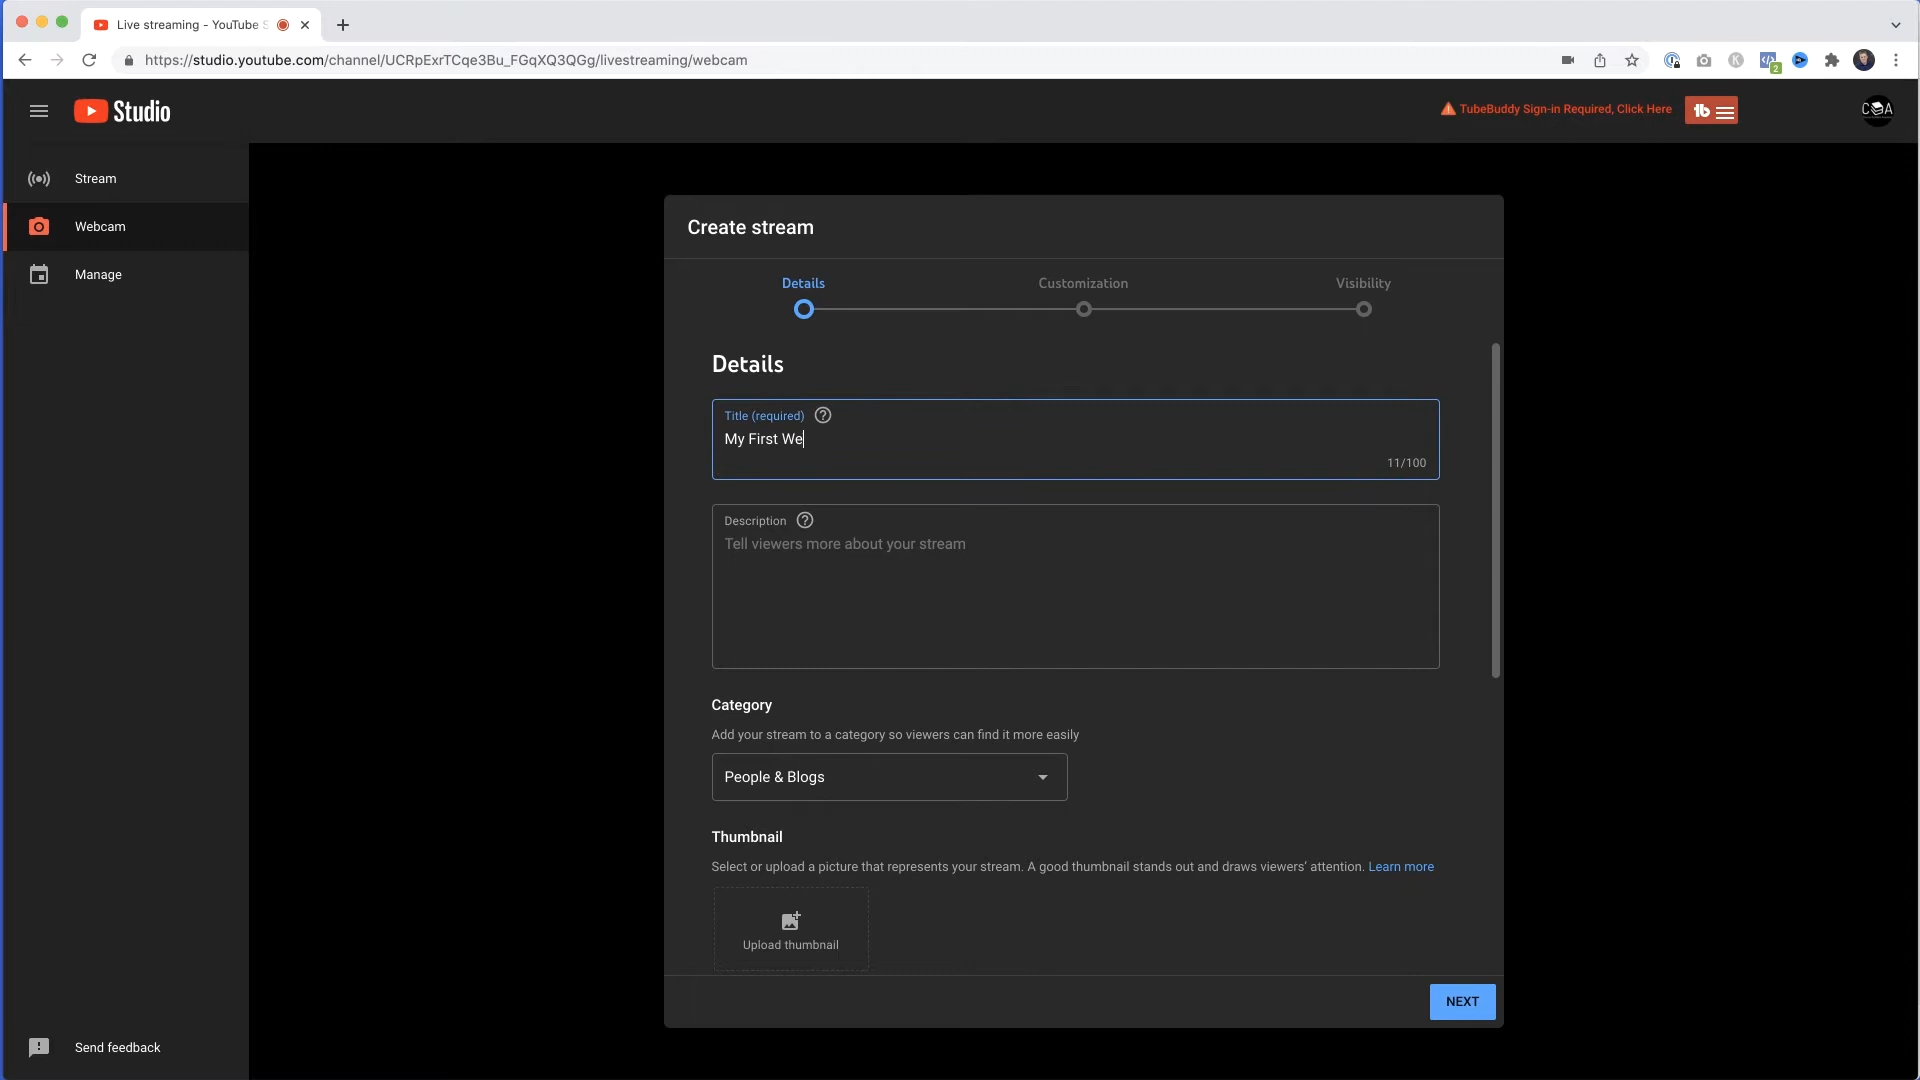 Live streaming - YouTube S
https://studio.youtube.com/channel/UCRpExrTCqe3Bu_FGqXQ3QGg/livestreaming/webcam
2
Studio
TubeBuddy Sign-in Required, Click Here
tb
CA
Stream
Webcam
Manage
Create stream
Details
Customization
Visibility
Details
Title (required)
My First We
11/100
Description
Tell viewers more about your stream
Category
Add your stream to a category so viewers can find it more easily
People & Blogs
Thumbnail
Select or upload a picture that represents your stream. A good thumbnail stands out and draws viewers' attention. Learn more
Upload thumbnail
NEXT
Send feedback